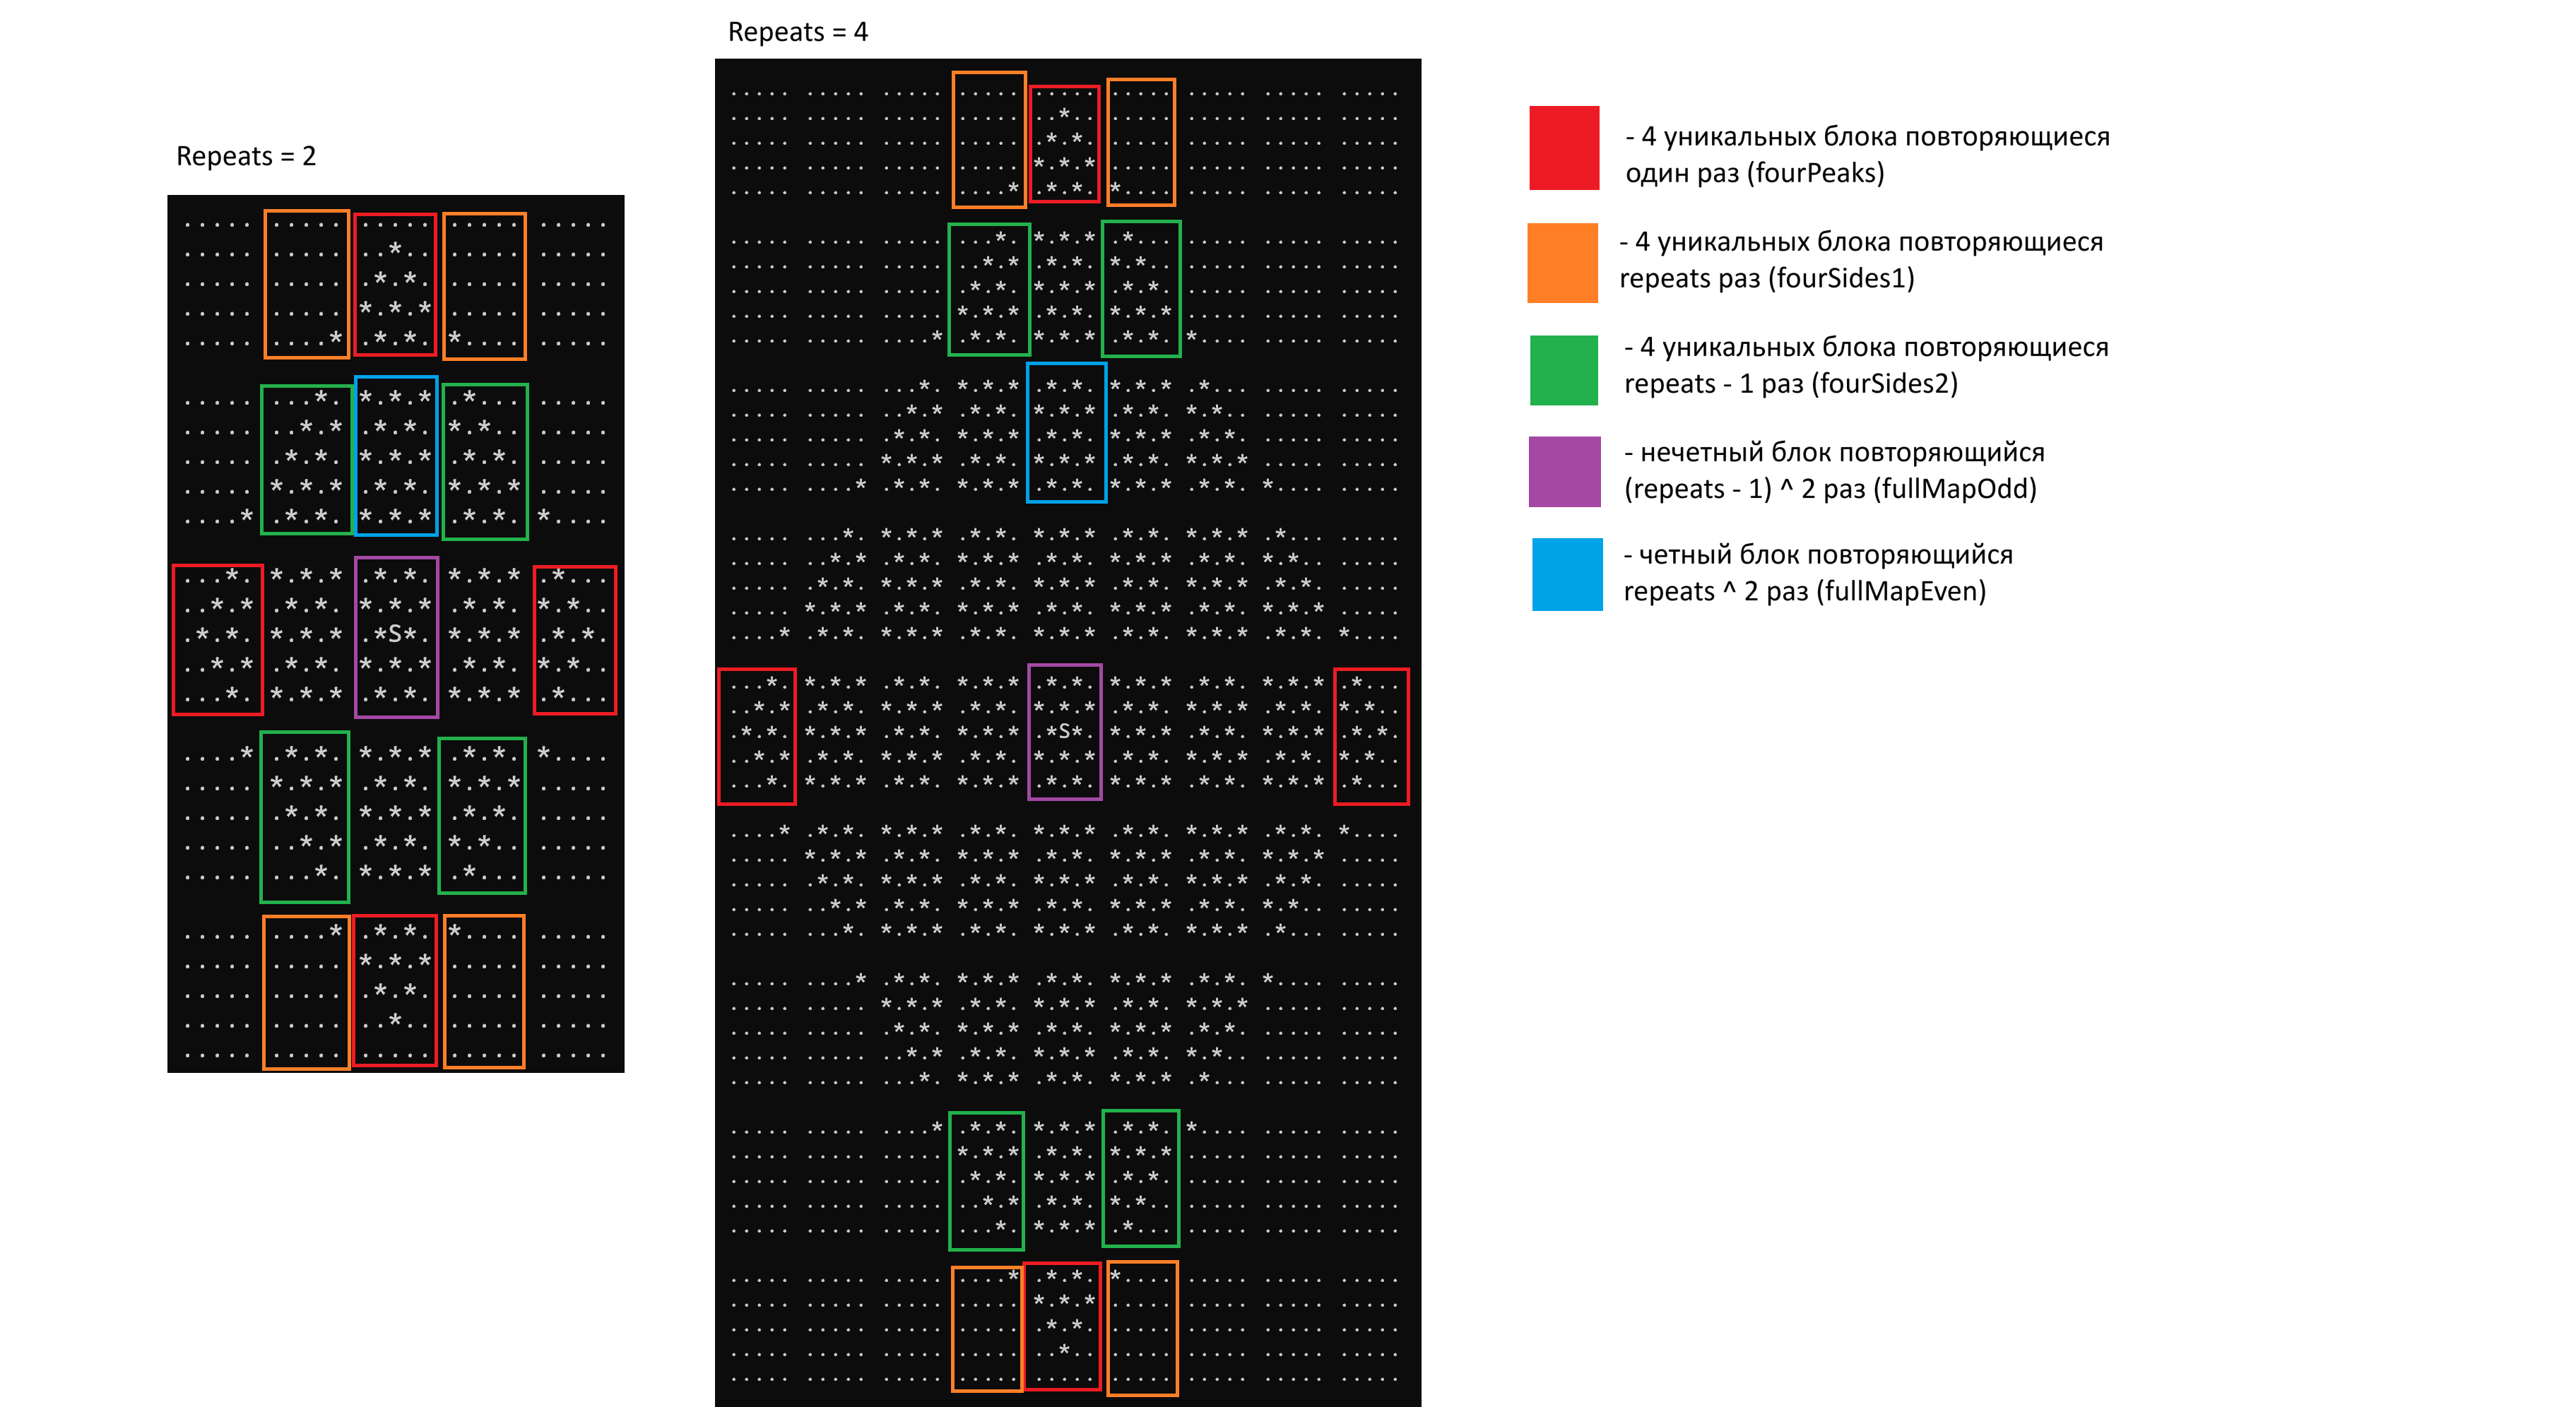 Repeats = 2
S
Repeats = 4
S
- 4 уникальных блока повторяющиеся
один раз (fourPeaks)
- 4 уникальных блока повторяющиеся
repeats раз (fourSides1)
- 4 уникальных блока повторяющиеся
repeats - 1 раз (fourSides2)
- нечетный блок повторяющийся
(repeats - 1) ^ 2 раз (fullMapOdd)
- четный блок повторяющийся
repeats ^ 2 раз (fullMapEven)